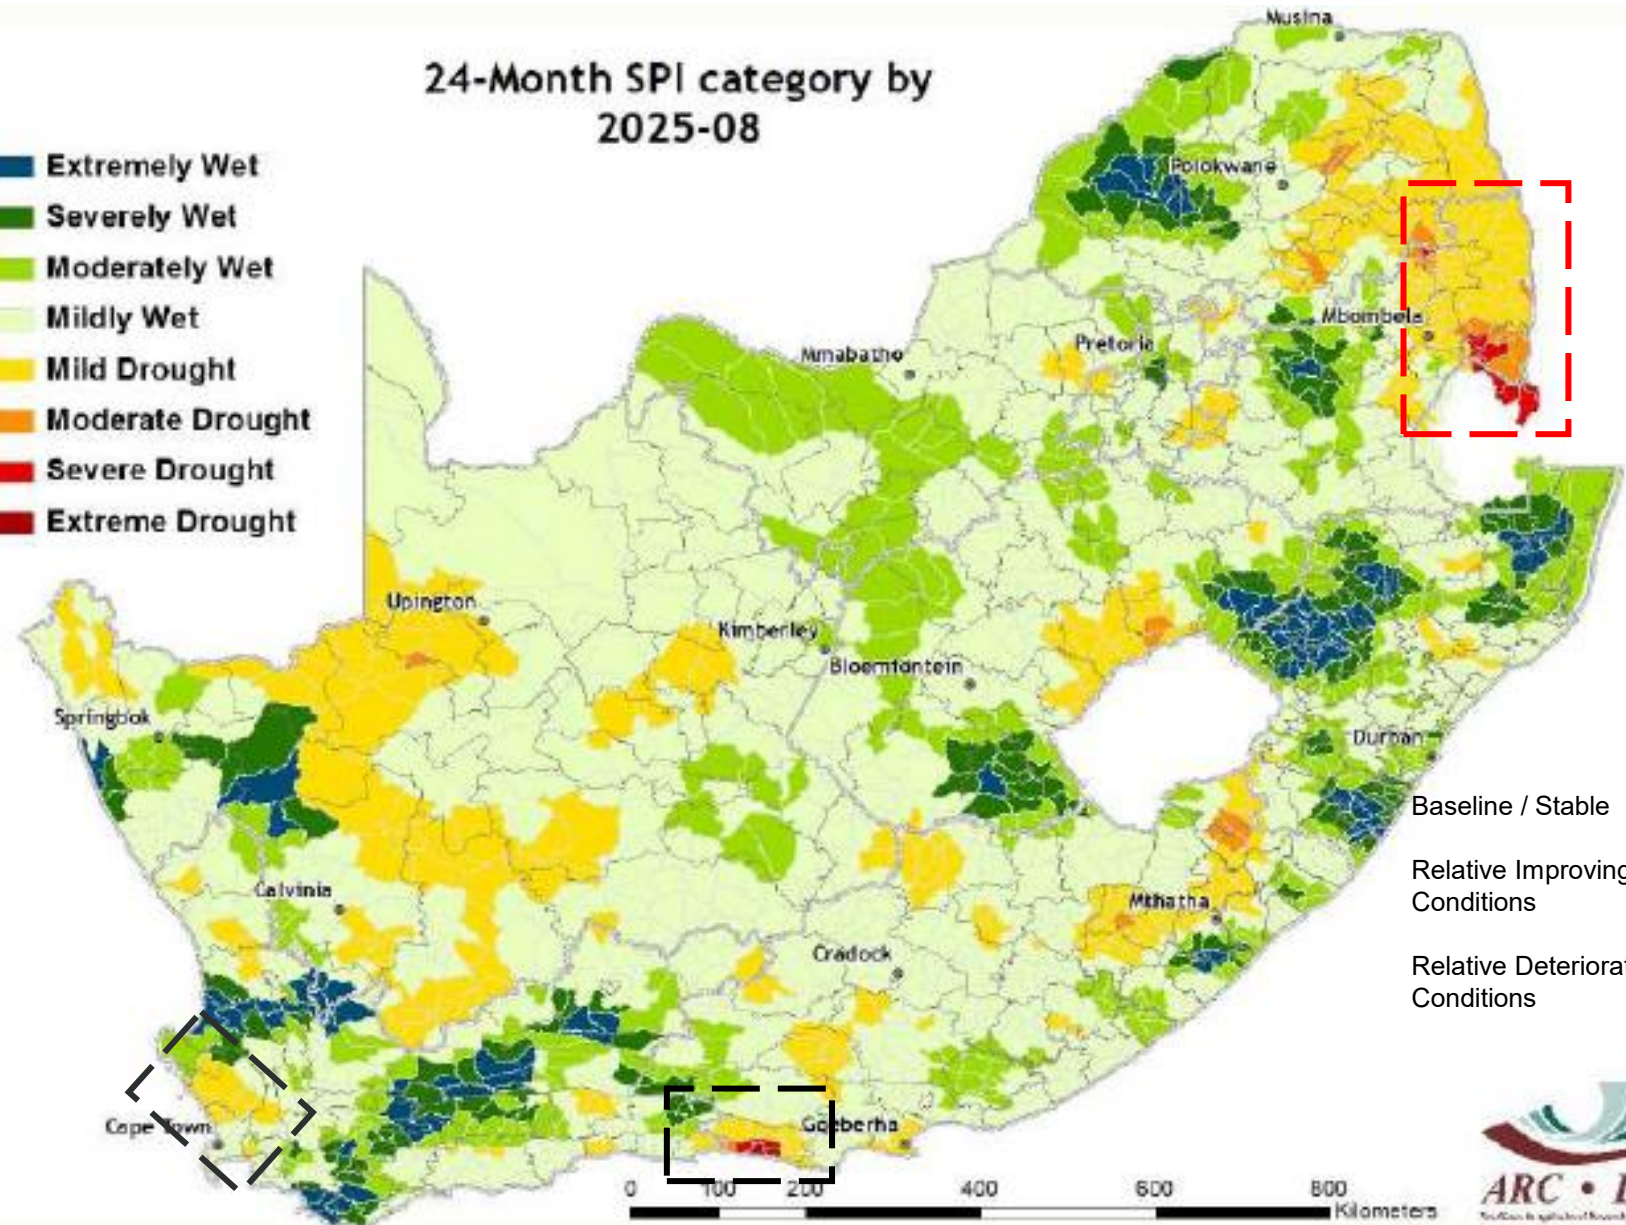 Musina
24-Month SPI category by
2025-08
Extremely Wet
Severely Wet
Moderately Wet
Mildly Wet
Mild Drought
Moderate Drought
Severe Drought
Extreme Drought
Polokwane
Mbombela
Pretoria
Mmabatho
Upington
Kimberley
Bloemfontein
Springbok
Durban
Baseline / Stable
Relative Improving
Conditions
Calvinia
Mthatha
Cradock
Relative Deteriorat
Conditions
Cape Town
Gqeberha
0 100 200 400 600 800
Kilometers
ARC •